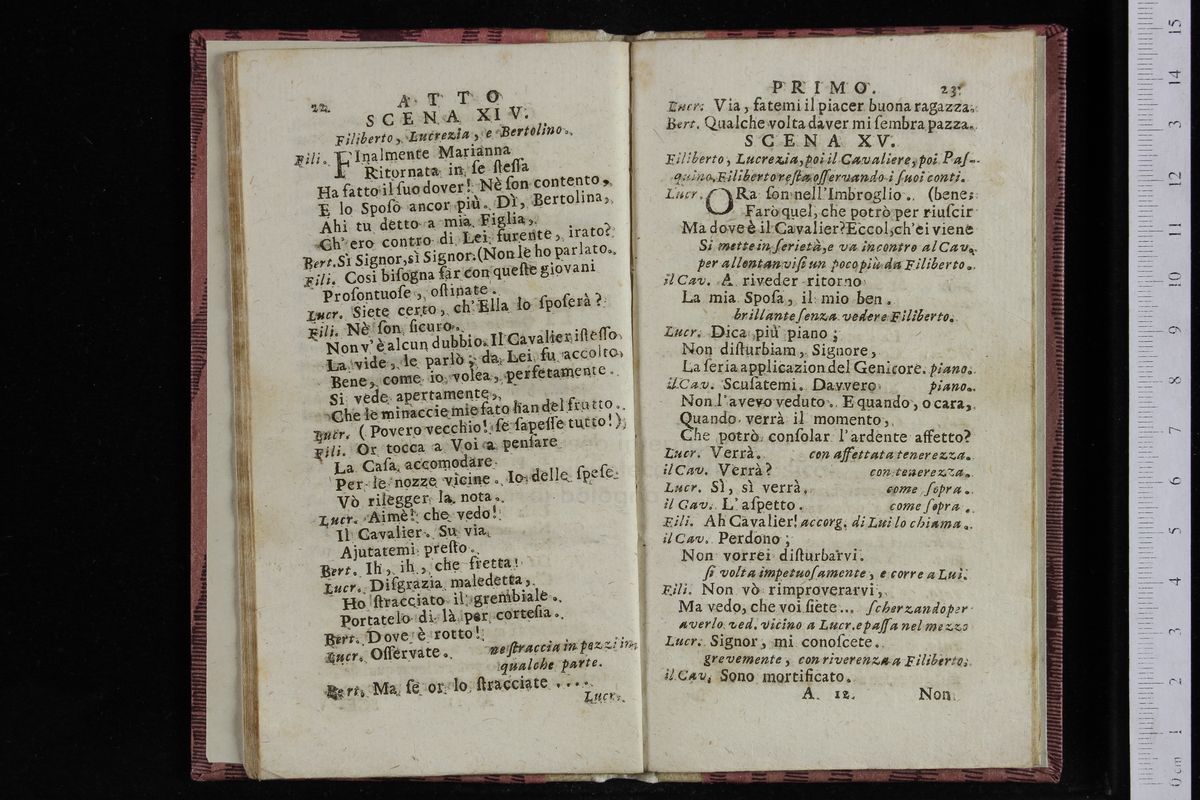 22.
ATTO
SCENA XIV.
Filiberto, Lucrezia, e Bertolino.
Fili. FInalmente Marianna
Ritornata in se steſſa
Ha fatto il ſuo dover! Nè ſon contento,
E lo Spoſo ancor più. Dì, Bertolina,
Ahi tu detto a mia Figlia,
Ch'ero contro di Lei furente, irato?
Bert. Sì Signor, sì Signor. (Non le ho parlato.
Fili. Cosi biſogna far con queſte giovani
Proſontuoſe, oſtinate.
Lucr. Siete certo, ch'Ella lo ſpoſerà?
Fili. Nè ſon ſicuro.
Non v'è alcun dubbio. Il Cavalier iſteſſo
La vide, le parlò; da Lei fu accolto,
Bene, come io volea, perfetamente.
Si vede apertamente,
Che le minaccie mie fato han del frutto.
Lucr. (Povero vecchio! ſe ſapeſſe tutto!)
Fili. Or tocca a Voi a penſare
La Caſa accomodare
Per le nozze vicine. Io delle ſpeſe
Vò rilegger la nota.
Lucr. Aimè! che vedo!
Il Cavalier. Su via
Ajutatemi preſto.
Bert. Ih, ih, che fretta!
Lucr. Diſgrazia maledetta,
Ho ſtracciato il grembiale.
Portatelo di là per corteſia.
Bert. Dove è rotto!
Lucr. Oſſervate. ne ſtraccia in pezzi im
qualche parte.
Bert. Ma ſe or lo ſtracciate ....
Lucr.
PRIMO. 23.
Lucr. Via, fatemi il piacer buona ragazza.
Bert. Qualche volta daver mi ſembra pazza.
SCENA XV.
Filiberto, Lucrezia, poi il Cavaliere, poi Paſ-
quino. Filiberto reſta oſſervando i ſuoi conti.
Lucr. ORa ſon nell'Imbroglio. (bene;
Farò quel, che potrò per riuſcir
Ma dove è il Cavalier? Eccol, ch'ei viene
Si mette in ſerietà, e va incontro al Cav.
per allontanviſi un poco più da Filiberto.
il Cav. A riveder ritorno
La mia Spoſa, il mio ben.
brillante ſenza vedere Filiberto.
Lucr. Dica più piano;
Non diſturbiam, Signore,
La ſeria applicazion del Genicore. piano.
il Cav. Scuſatemi. Davvero piano.
Non l'avevo veduto. E quando, o cara,
Quando verrà il momento,
Che potrò conſolar l'ardente affetto?
Lucr. Verrà. con affettata tenerezza.
il Cav. Verrà? con tenerezza.
Lucr. Sì, sì verrà. come ſopra.
il Cav. L'aſpetto. come ſopra.
Fili. Ah Cavalier! accorg. di Lui lo chiama.
il Cav. Perdono;
Non vorrei diſturbarvi.
ſi volta impetuoſamente, e corre a Lui.
Fili. Non vò rimproverarvi,
Ma vedo, che voi ſiète... ſcherzando per
averlo ved. vicino a Lucr. e paſſa nel mezzo
Lucr. Signor, mi conoſcete.
grevemente, con riverenza a Filiberto.
il Cav. Sono mortificato.
A 12. Non